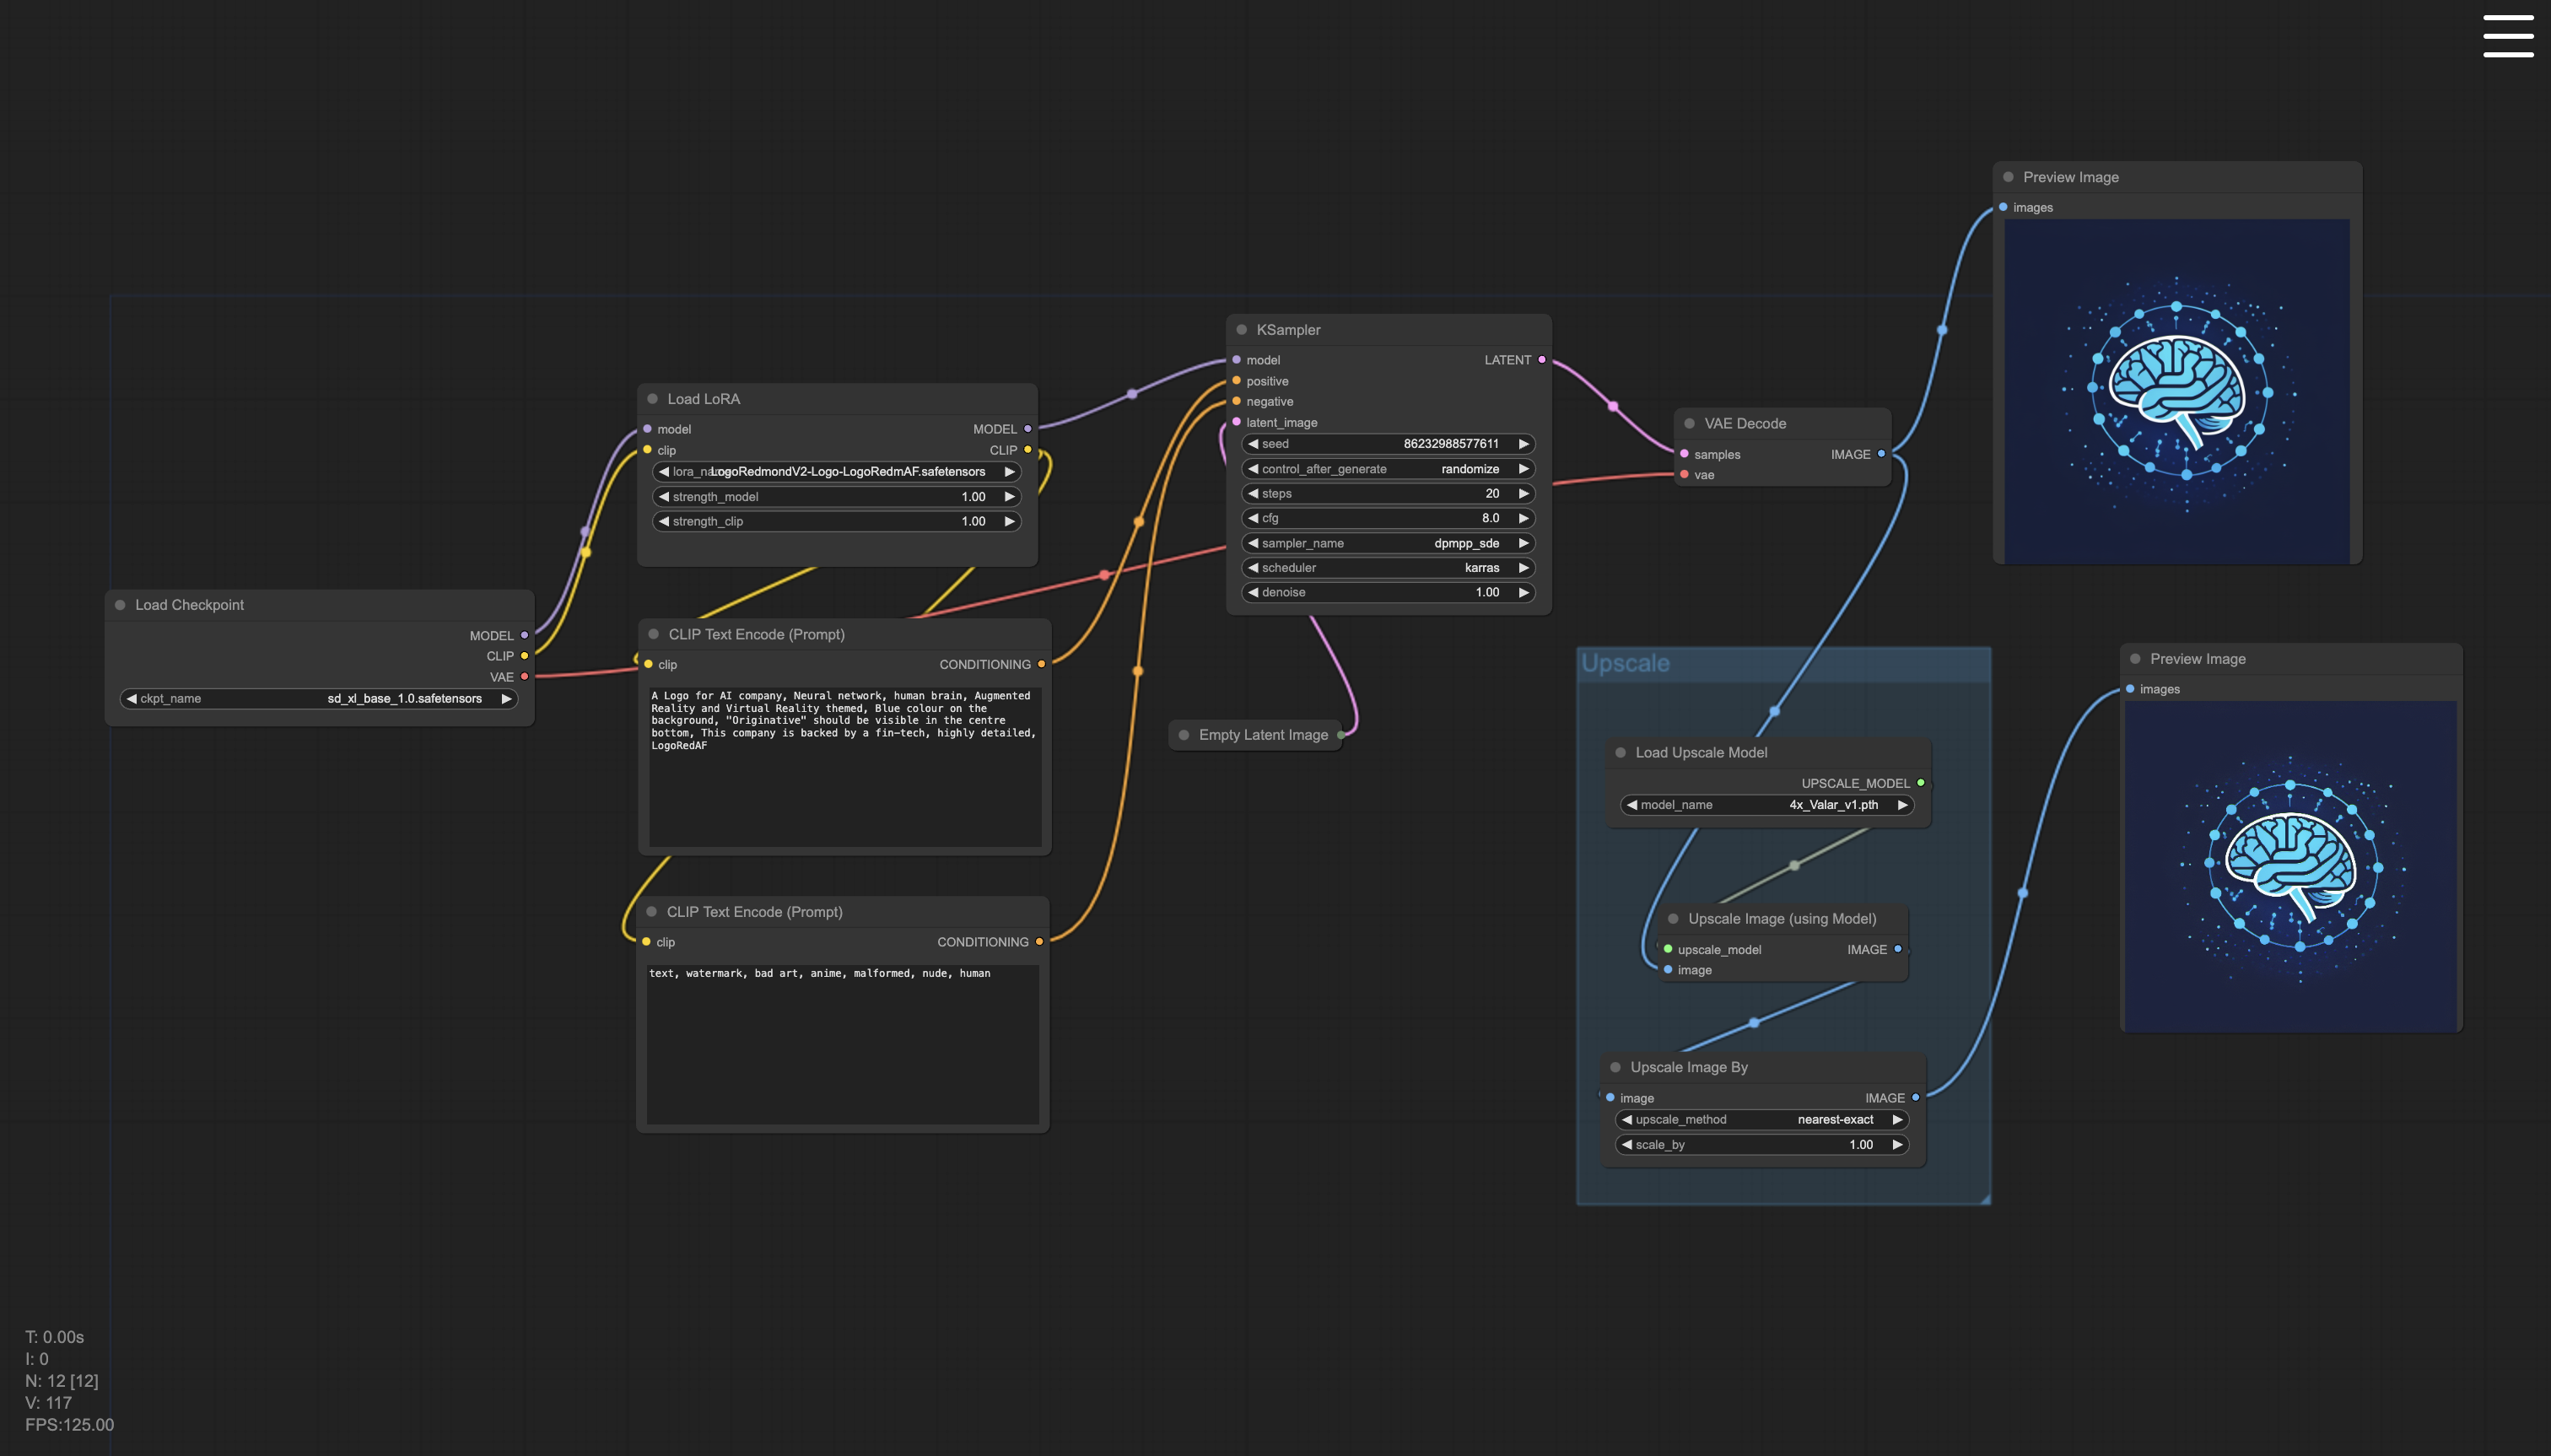 Load Checkpoint
MODEL
CLIP
VAE
ckpt_name sd_xl_base_1.0.safetensors
Load LoRA
model MODEL
clip CLIP
LogoRedmondV2-Logo-LogoRedmAF.safetensors
strength_model 1.00
strength_clip 1.00
CLIP Text Encode (Prompt)
clip CONDITIONING
A Logo for AI company, Neural network, human brain, Augmented
Reality and Virtual Reality themed, Blue colour on the
background, "Originative" should be visible in the centre
bottom, This company is backed by a fin-tech, highly detailed,
LogoRedAF
CLIP Text Encode (Prompt)
clip CONDITIONING
text, watermark, bad art, anime, malformed, nude, human
KSampler
model LATENT
positive
negative
latent_image
seed 86232988577611
control_after_generate randomize
steps 20
cfg 8.0
sampler_name dpmpp_sde
scheduler karras
denoise 1.00
Empty Latent Image
VAE Decode
samples IMAGE
vae
Preview Image
images
Upscale
Load Upscale Model
UPSCALE_MODEL
model_name 4x_Valar_v1.pth
Upscale Image (using Model)
upscale_model IMAGE
image
Upscale Image By
image IMAGE
upscale_method nearest-exact
scale_by 1.00
Preview Image
images
T: 0.00s
I: 0
N: 12 [12]
V: 117
FPS:125.00